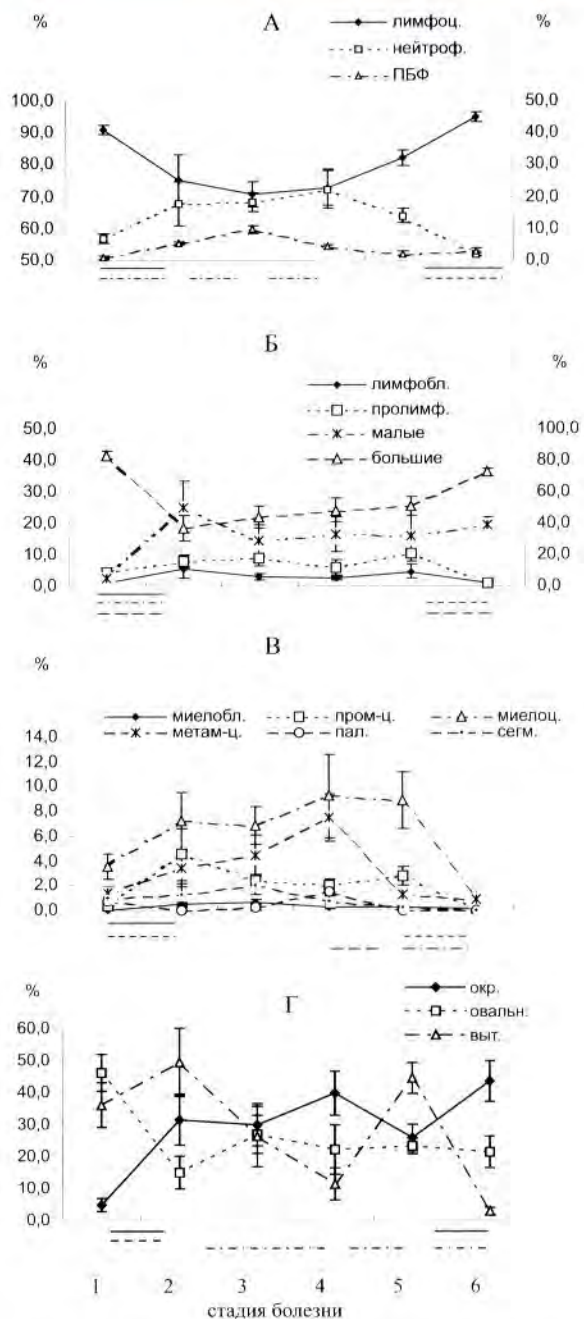 %
А
%
лимфоц.
нейтроф.
ПБФ
100,0
90,0
80,0
70,0
60,0
50,0
50,0
40,0
30,0
20,0
10,0
0,0
%
Б
%
лимфобл.
пролимф.
малые
большие
50,0
40,0
30,0
20,0
10,0
0,0
100,0
80,0
60,0
40,0
20,0
0,0
%
В
миелобл. пром-ц. миелоц.
метам-ц. пал. сегм.
14,0
12,0
10,0
8,0
6,0
4,0
2,0
0,0
%
Г
окр.
овальн.
выт.
60,0
50,0
40,0
30,0
20,0
10,0
0,0
1 2 3 4 5 6
стадия болезни